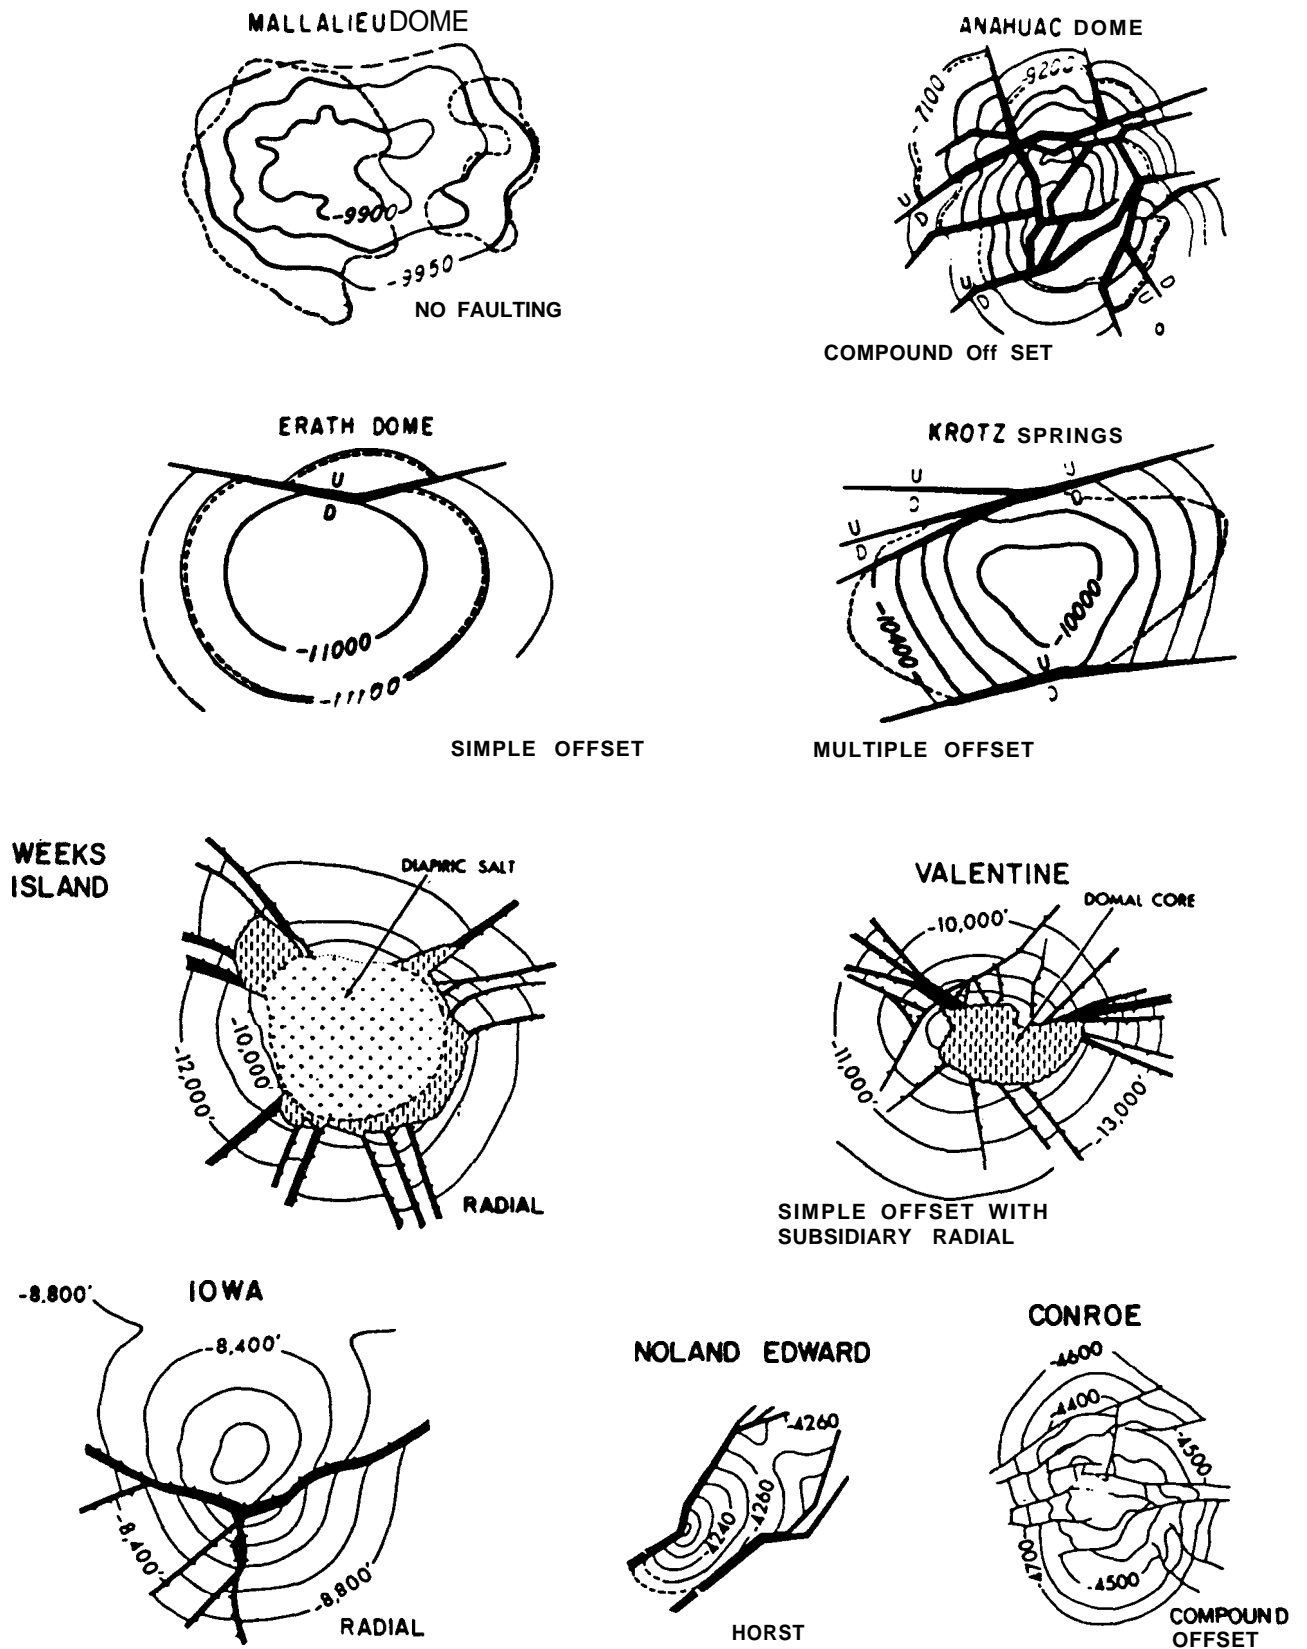 MALLALIEU DOME
-9900
-9950
NO FAULTING
ANAHUAC DOME
-7100
-9200
U
D
U
D
D
U
O
COMPOUND Off SET
ERATH DOME
U
D
-11000
-11100
SIMPLE OFFSET
KROTZ SPRINGS
U
U
D
U
D
-10400
-10000
U
MULTIPLE OFFSET
WEEKS
ISLAND
DIAPIRIC SALT
-10,000'
-12,000'
RADIAL
VALENTINE
DOMAL CORE
-10,000'
-11,000'
-13,000'
SIMPLE OFFSET WITH
SUBSIDIARY RADIAL
IOWA
-8,800'
-8,400'
-8,400'
-8,800'
RADIAL
NOLAND EDWARD
-4260
-4260
-4240
HORST
CONROE
-4600
-4400
-4500
-4700
-4500
COMPOUND
OFFSET